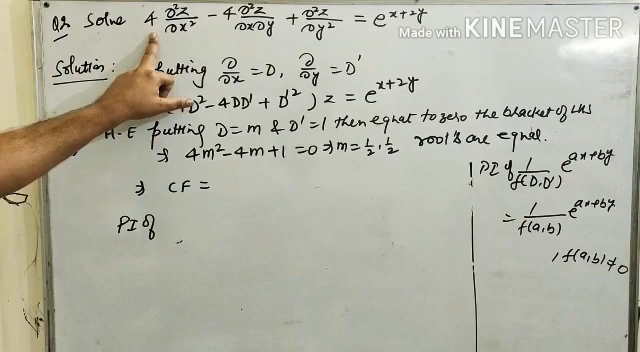 Made with KINEMASTER
Q2 Solve 4 ∂²z/∂x² - 4 ∂²z/∂x∂y + ∂²z/∂y² = e^(x+2y)
Solution: putting ∂/∂x = D, ∂/∂y = D'
D² - 4DD' + D'²) z = e^(x+2y)
A-E putting D=m & D'=1 then equat to zero the bracket of LHS
⇒ 4m² - 4m + 1 = 0 ⇒ m = 1/2, 1/2 roots are equal.
⇒ CF =
PI of
PI of 1/f(D,D') e^(ax+by)
= 1/f(a,b) e^(ax+by)
, f(a,b) ≠ 0